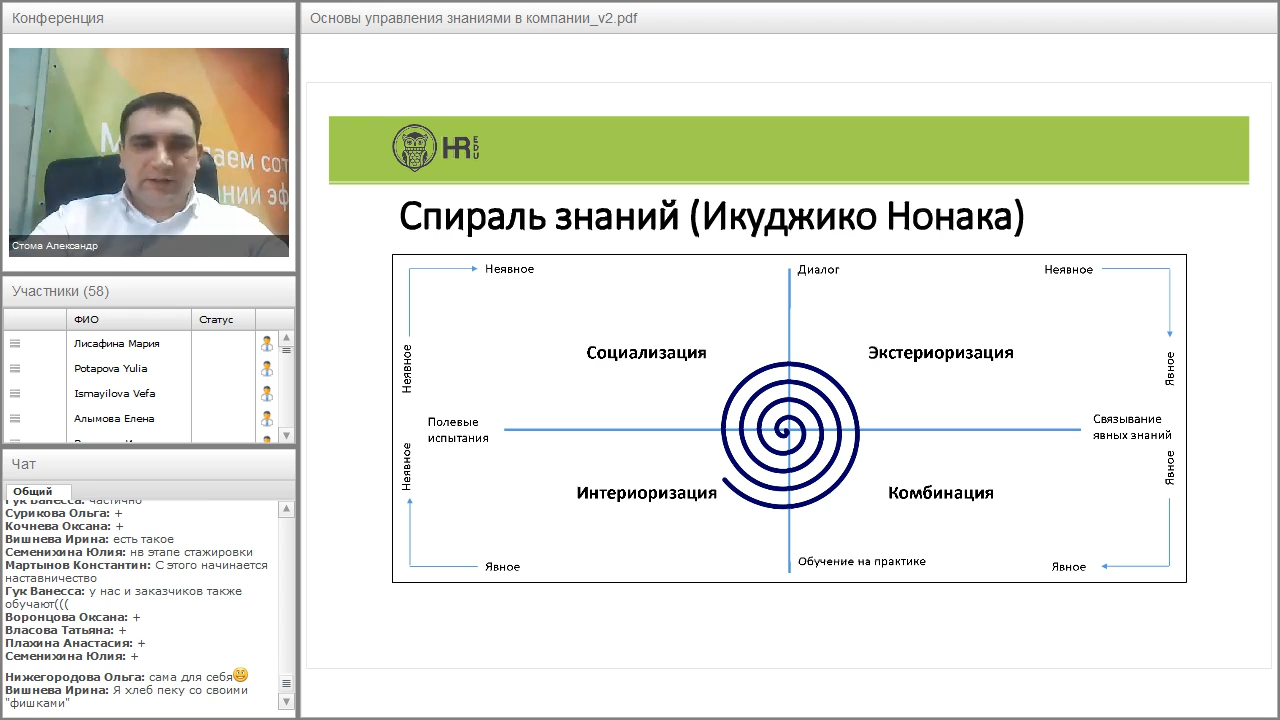 Конференция
М
даем сот
нии эф
Стома Александр
Участники (58)
ФИО Статус
Лисафина Мария
Potapova Yulia
Ismayilova Vefa
Алымова Елена
Чат
Общий
Гук Ванесса: частично
Сурикова Ольга: +
Кочнева Оксана: +
Вишнева Ирина: есть такое
Семенихина Юлия: нв этапе стажировки
Мартынов Константин: С этого начинается
наставничество
Гук Ванесса: у нас и заказчиков также
обучают(((
Воронцова Оксана: +
Власова Татьяна: +
Плахина Анастасия: +
Семенихина Юлия: +
Нижегородова Ольга: сама для себя
Вишнева Ирина: Я хлеб пеку со своими
"фишками"
Основы управления знаниями в компании_v2.pdf
HR EDU
Спираль знаний (Икуджико Нонака)
Неявное
Диалог
Неявное
Неявное
Социализация
Экстериоризация
Явное
Полевые
испытания
Связывание
явных знаний
Неявное
Интериоризация
Комбинация
Явное
Явное
Обучение на практике
Явное